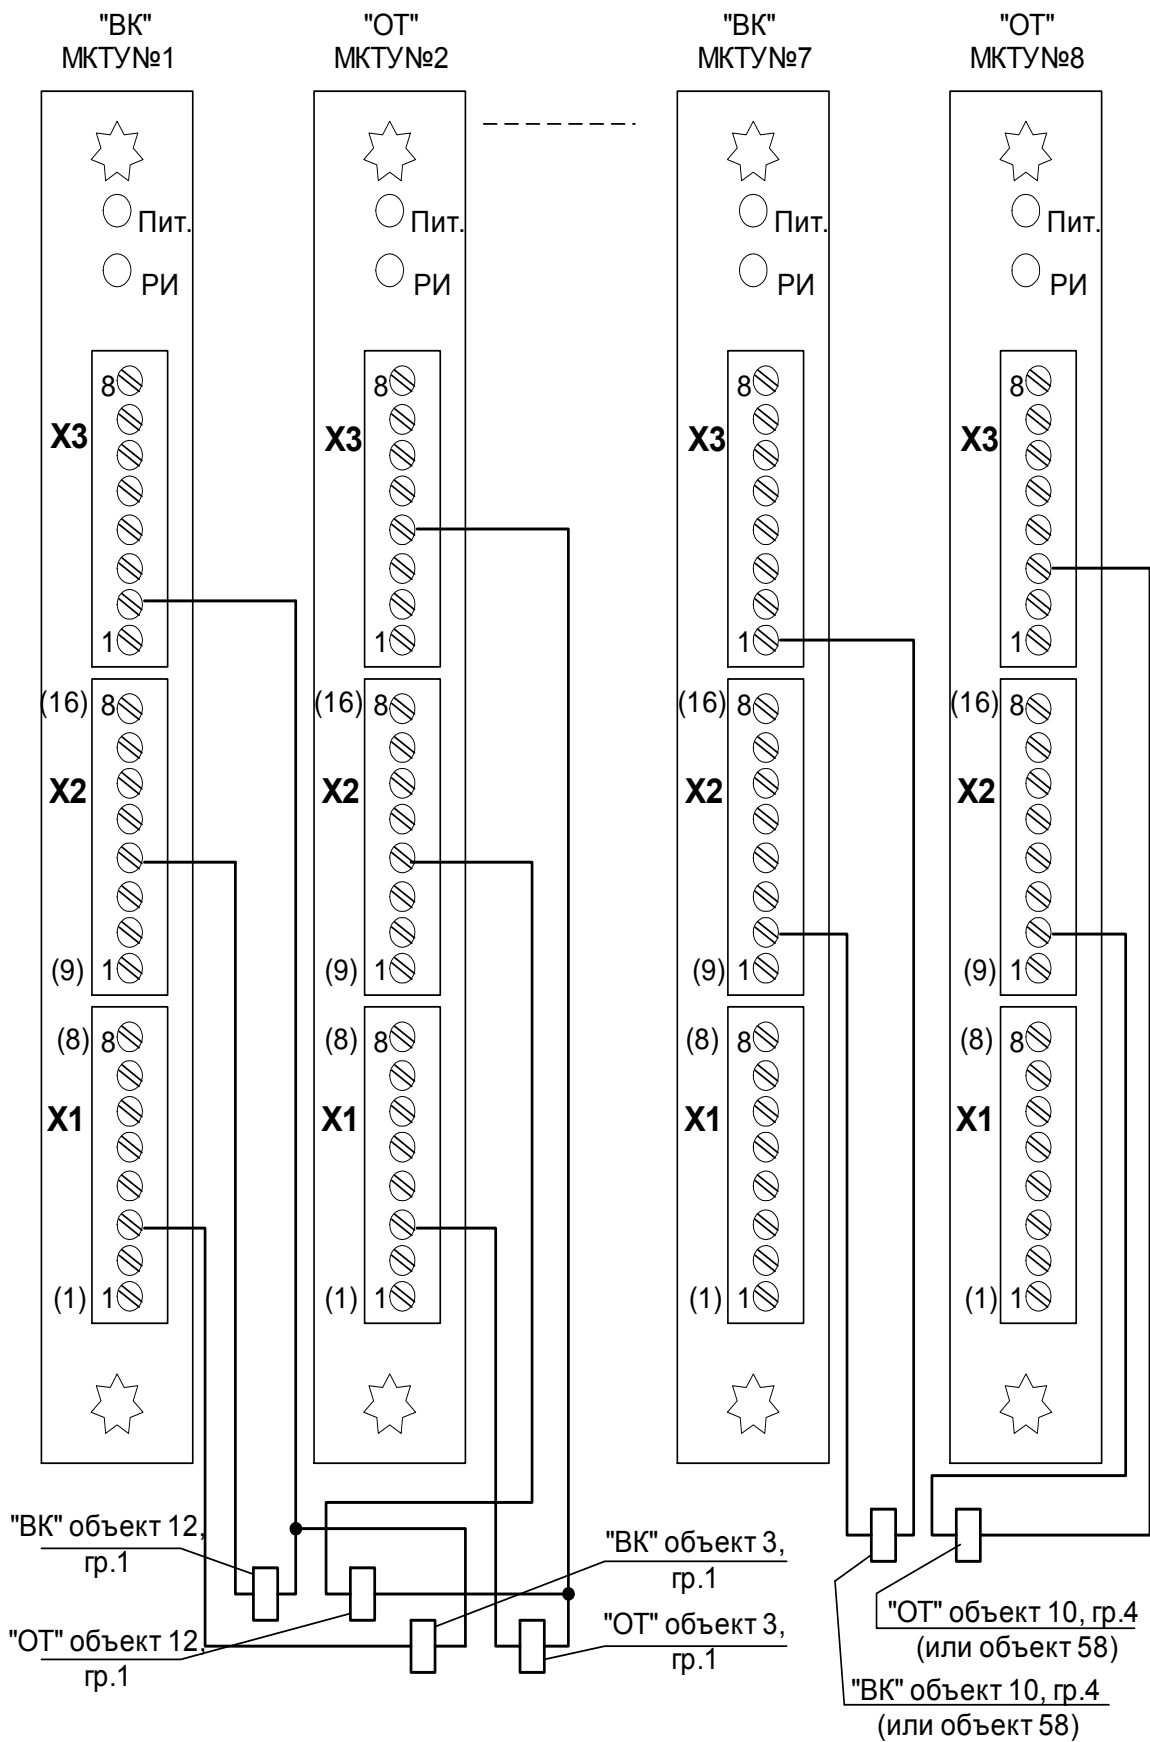 "ВК"
МКТУ№1
"ОТ"
МКТУ№2
"ВК"
МКТУ№7
"ОТ"
МКТУ№8
Пит.
РИ
8
X3
1
(16) 8
X2
(9) 1
(8) 8
X1
(1) 1
Пит.
РИ
8
X3
1
(16) 8
X2
(9) 1
(8) 8
X1
(1) 1
Пит.
РИ
8
X3
1
(16) 8
X2
(9) 1
(8) 8
X1
(1) 1
Пит.
РИ
8
X3
1
(16) 8
X2
(9) 1
(8) 8
X1
(1) 1
"ВК" объект 12,
гр.1
"ОТ" объект 12,
гр.1
"ВК" объект 3,
гр.1
"ОТ" объект 3,
гр.1
"ОТ" объект 10, гр.4
(или объект 58)
"ВК" объект 10, гр.4
(или объект 58)